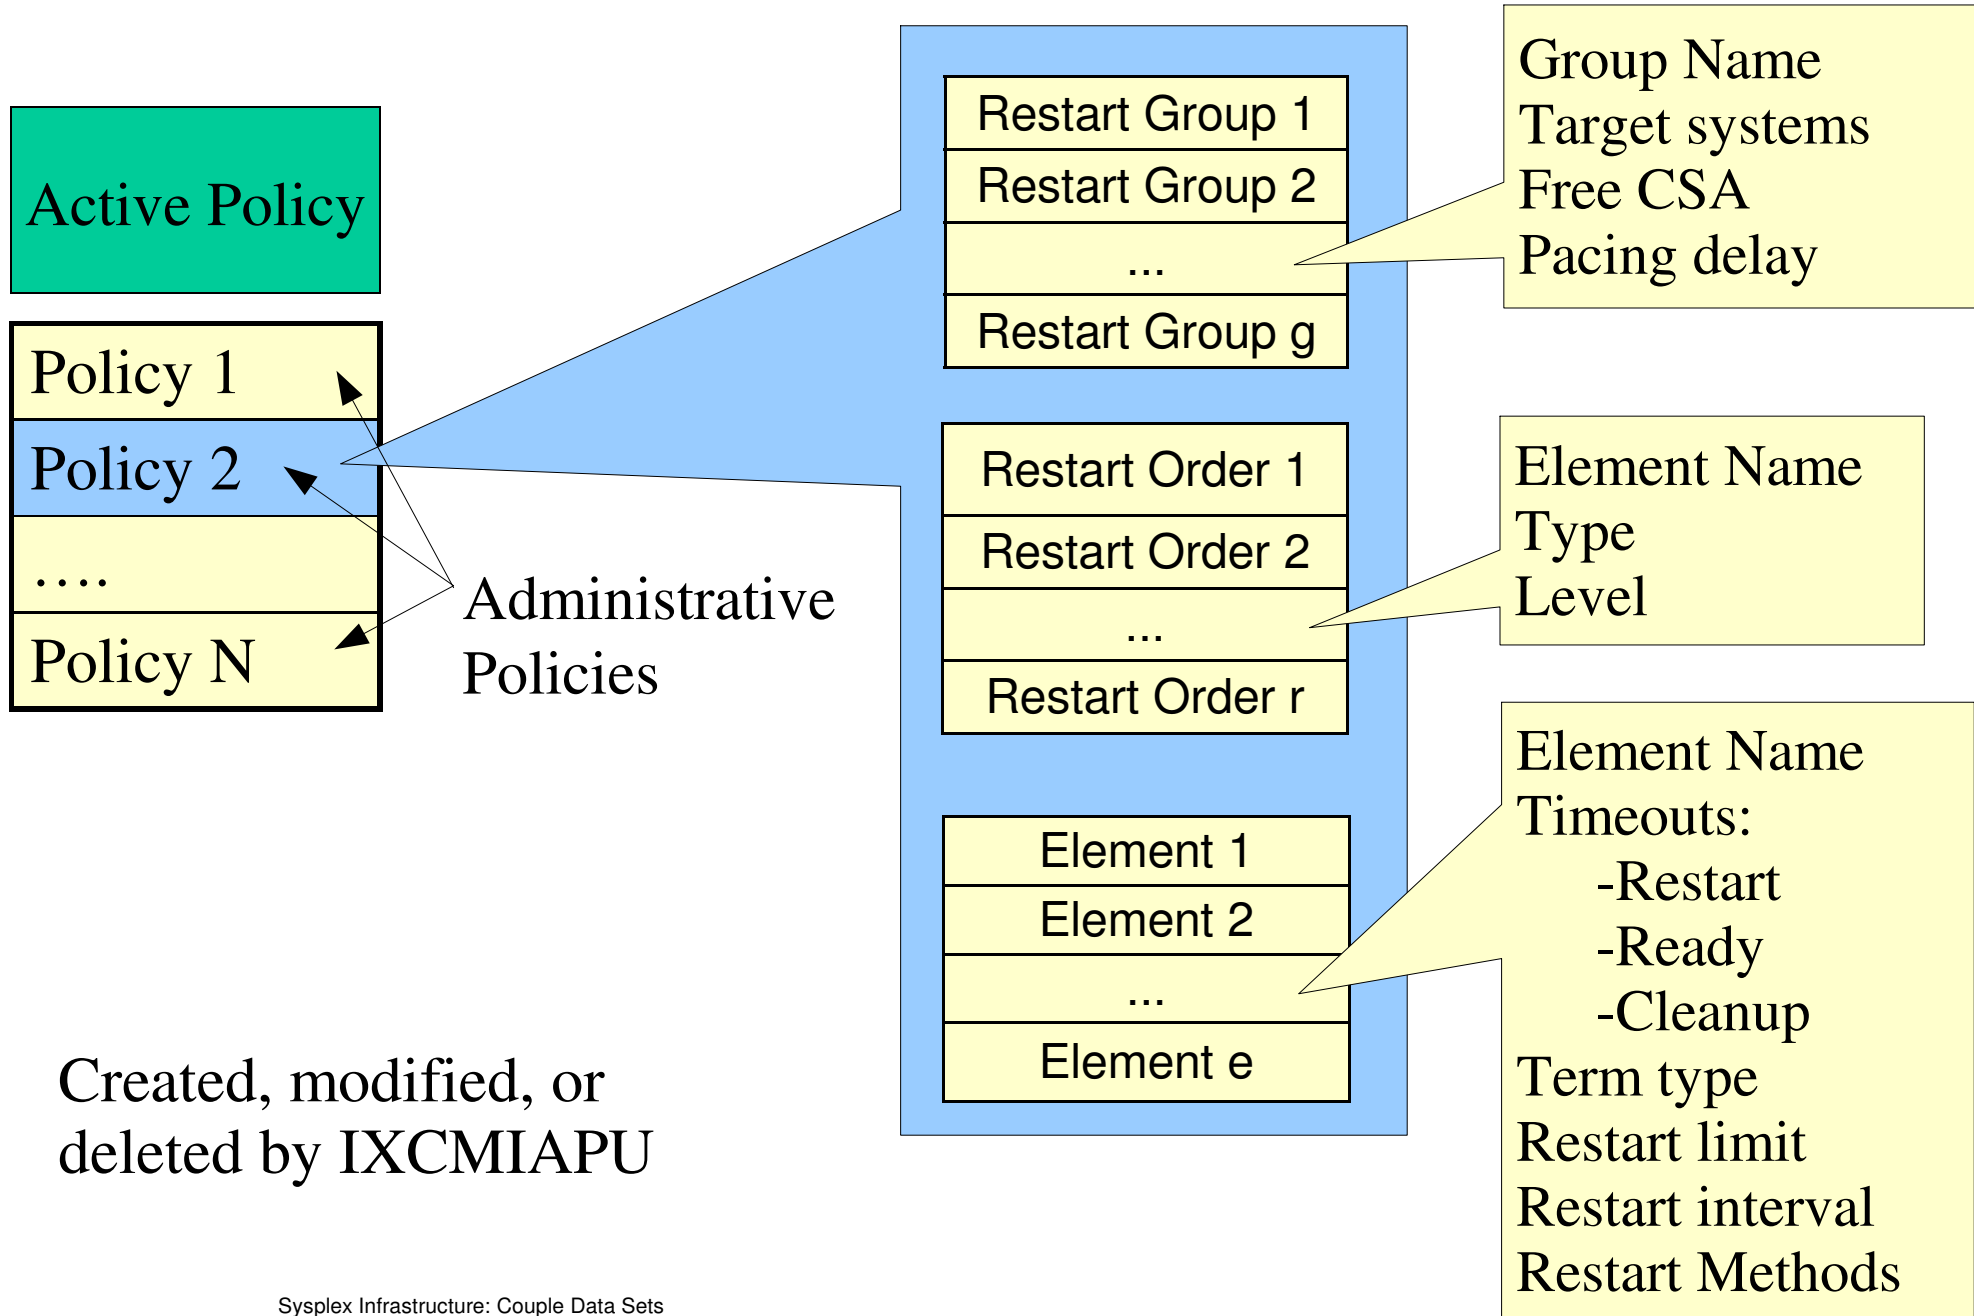 Active Policy
Policy 1
Policy 2
....
Policy N
Administrative
Policies
Created, modified, or
deleted by IXCMIAPU
Restart Group 1
Restart Group 2
...
Restart Group g
Restart Order 1
Restart Order 2
...
Restart Order r
Element 1
Element 2
...
Element e
Group Name
Target systems
Free CSA
Pacing delay
Element Name
Type
Level
Element Name
Timeouts:
-Restart
-Ready
-Cleanup
Term type
Restart limit
Restart interval
Restart Methods
Sysplex Infrastructure: Couple Data Sets